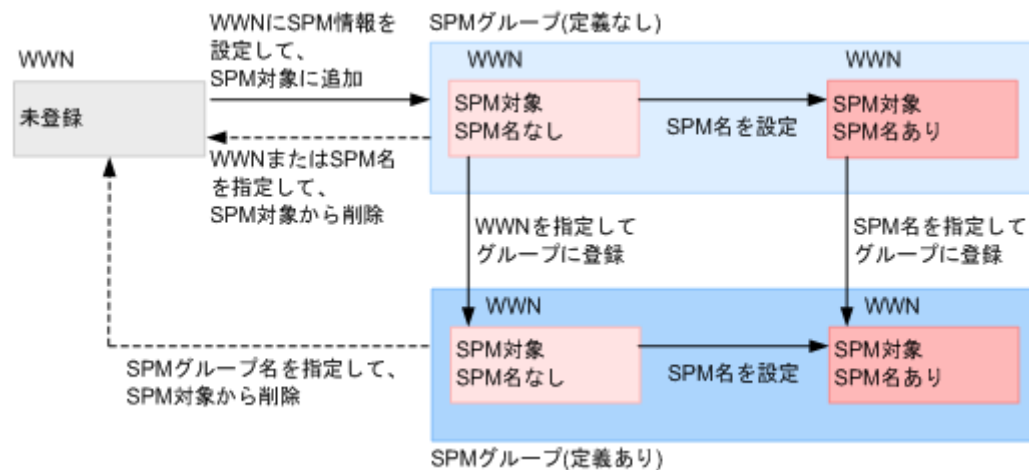 WWN
未登録
WWNにSPM情報を
設定して、
SPM対象に追加
WWNまたはSPM名
を指定して、
SPM対象から削除
SPMグループ(定義なし)
WWN
SPM対象
SPM名なし
SPM名を設定
WWN
SPM対象
SPM名あり
WWNを指定して
グループに登録
SPM名を指定して
グループに登録
SPMグループ名を指定して、
SPM対象から削除
WWN
SPM対象
SPM名なし
SPM名を設定
WWN
SPM対象
SPM名あり
SPMグループ(定義あり)